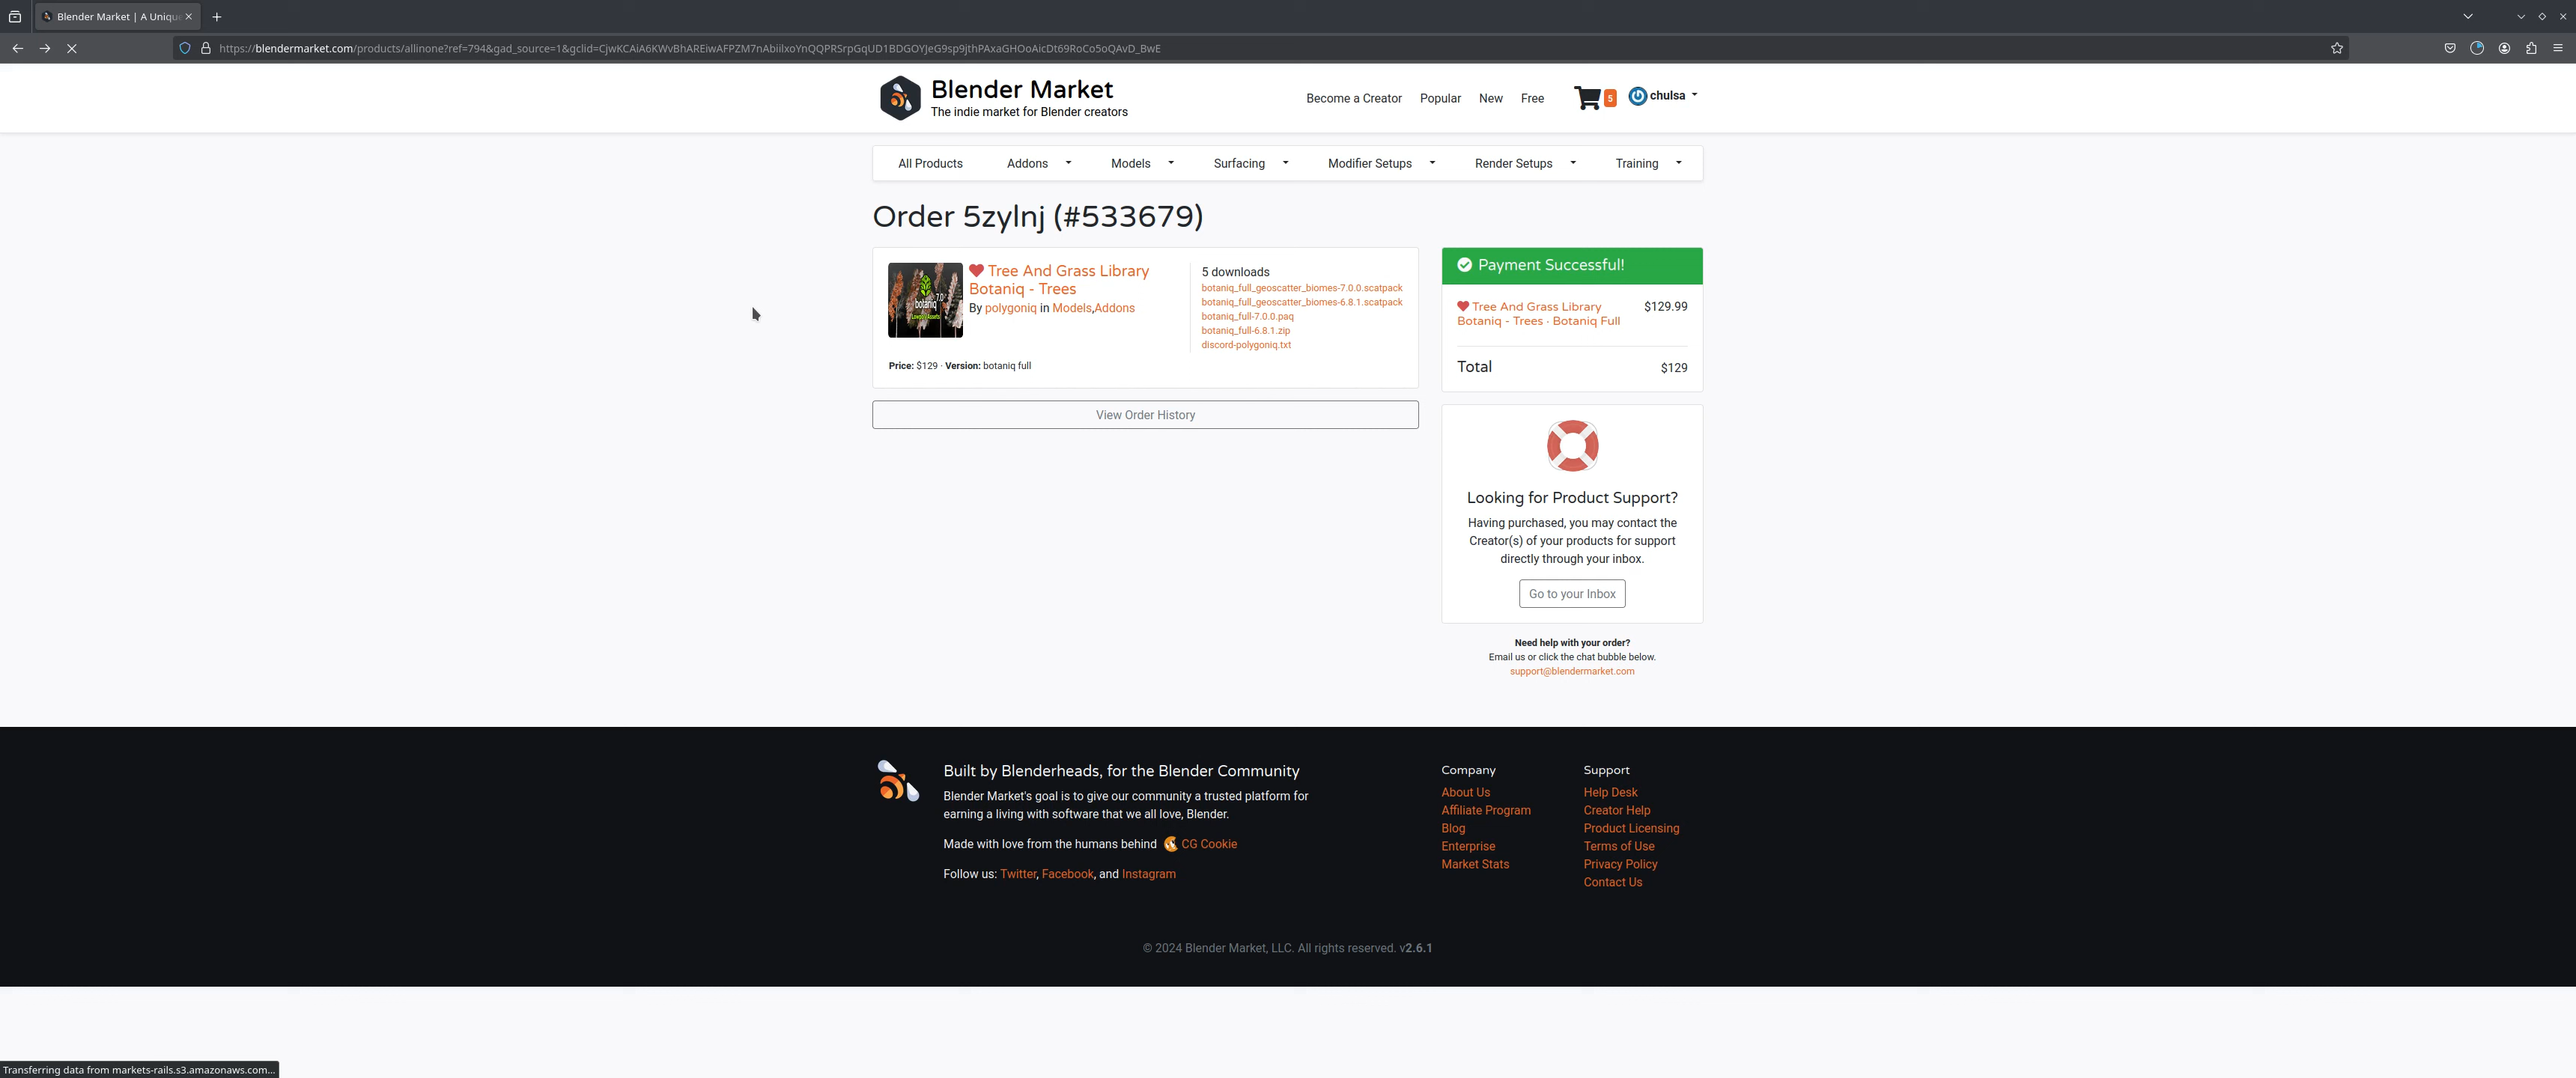 Blender Market | A Unique
https://blendermarket.com/products/allinone?ref=794&gad_source=1&gclid=CjwKCAiA6KWvBhAREiwAFPZM7nAbiilxoYnQQPRSrpGqUD1BDGOYJeG9sp9jthPAxaGHOoAicDt69RoCo5oQAvD_BwE
Blender Market
The indie market for Blender creators
Become a Creator
Popular
New
Free
5
chulsa
All Products
Addons
Models
Surfacing
Modifier Setups
Render Setups
Training
Order 5zylnj (#533679)
Tree And Grass Library
Botaniq - Trees
By polygoniq in Models,Addons
botaniq 7.0
5 downloads
botaniq_full_geoscatter_biomes-7.0.0.scatpack
botaniq_full_geoscatter_biomes-6.8.1.scatpack
botaniq_full-7.0.0.paq
botaniq_full-6.8.1.zip
discord-polygoniq.txt
Price: $129 · Version: botaniq full
View Order History
Payment Successful!
Tree And Grass Library $129.99
Botaniq - Trees · Botaniq Full
Total $129
Looking for Product Support?
Having purchased, you may contact the
Creator(s) of your products for support
directly through your inbox.
Go to your Inbox
Need help with your order?
Email us or click the chat bubble below.
support@blendermarket.com
Built by Blenderheads, for the Blender Community
Blender Market's goal is to give our community a trusted platform for
earning a living with software that we all love, Blender.
Made with love from the humans behind CG Cookie
Follow us: Twitter, Facebook, and Instagram
Company
About Us
Affiliate Program
Blog
Enterprise
Market Stats
Support
Help Desk
Creator Help
Product Licensing
Terms of Use
Privacy Policy
Contact Us
© 2024 Blender Market, LLC. All rights reserved. v2.6.1
Transferring data from markets-rails.s3.amazonaws.com...